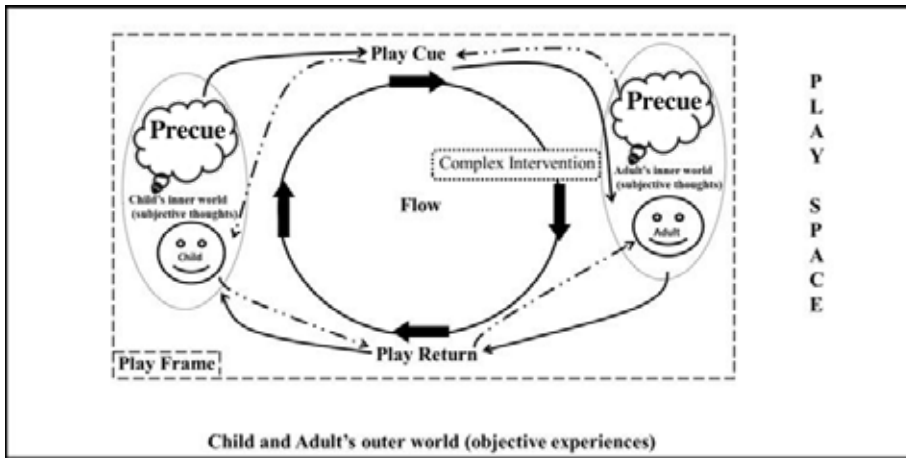 Play Cue
Precue
Child's inner world
(subjective thoughts)
Child
Precue
Adult's inner world
(subjective thoughts)
Adult
Complex Intervention
Flow
Play Return
Play Frame
PLAY SPACE
Child and Adult's outer world (objective experiences)